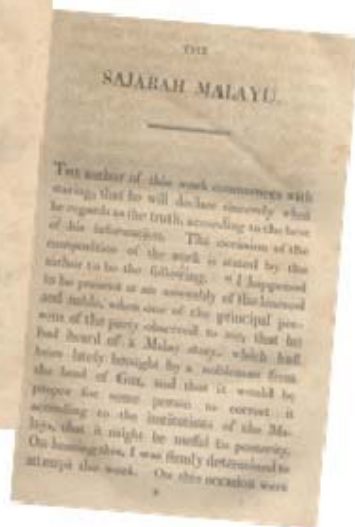 THE
SAJARAH MALAYU.
THE author of this work commences with
stating, that he will declare sincerely what
he regards as the truth, according to the best
of his information. The occasion of the
composition of the work is stated by the
author to be the following. "I happened
to be present at an assembly of the learned
and noble, when one of the principal per-
sons of the party observed to me, that he
had heard of a Malay story, which had
been lately brought by a nobleman from
the land of Gua, and that it would be
proper for some person to correct it
according to the institutions of the Ma-
lays, that it might be useful to posterity.
On hearing this, I was firmly determined to
attempt the work. On this occasion were